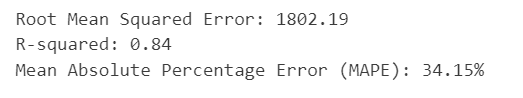 Root Mean Squared Error: 1802.19
R-squared: 0.84
Mean Absolute Percentage Error (MAPE): 34.15%